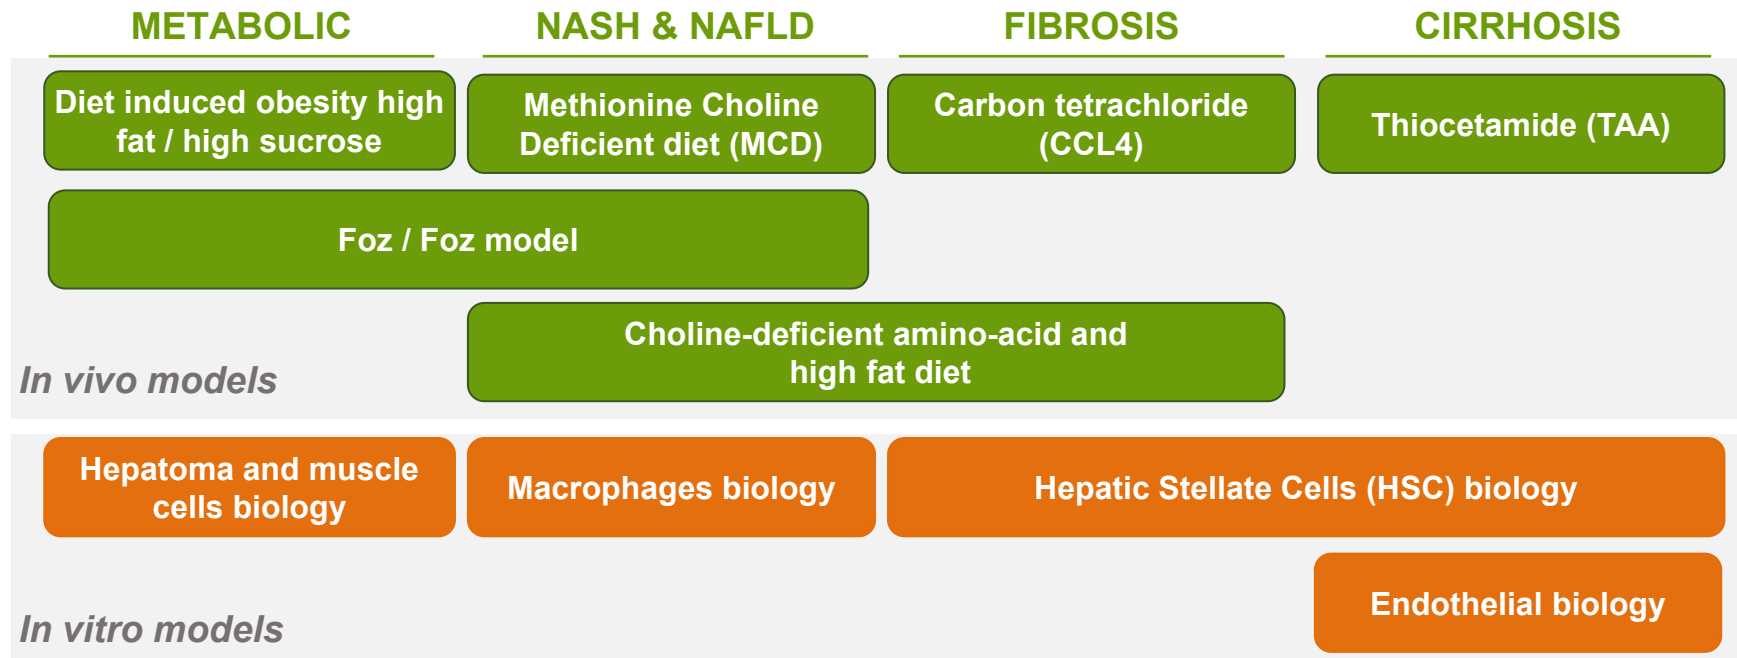 METABOLIC
NASH & NAFLD
FIBROSIS
CIRRHOSIS
Diet induced obesity high
fat / high sucrose
Methionine Choline
Deficient diet (MCD)
Carbon tetrachloride
(CCL4)
Thiocetamide (TAA)
Foz / Foz model
Choline-deficient amino-acid and
high fat diet
In vivo models
Hepatoma and muscle
cells biology
Macrophages biology
Hepatic Stellate Cells (HSC) biology
Endothelial biology
In vitro models